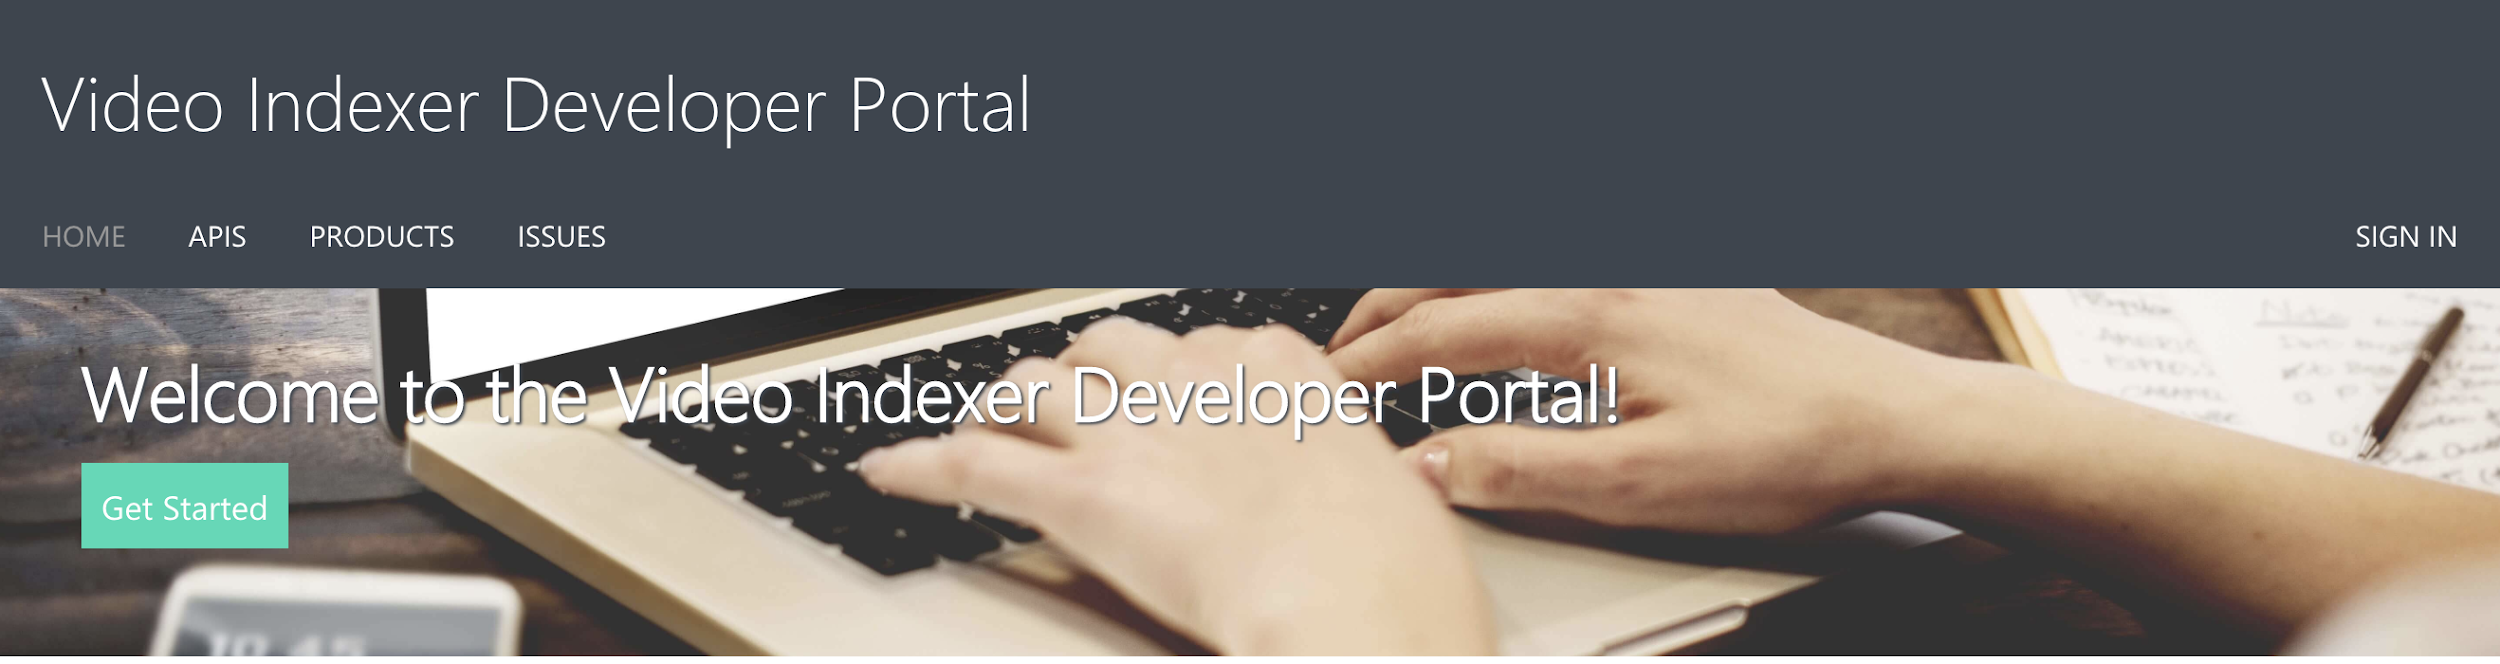 Video Indexer Developer Portal
HOME APIS PRODUCTS ISSUES SIGN IN
Welcome to the Video Indexer Developer Portal!
Get Started